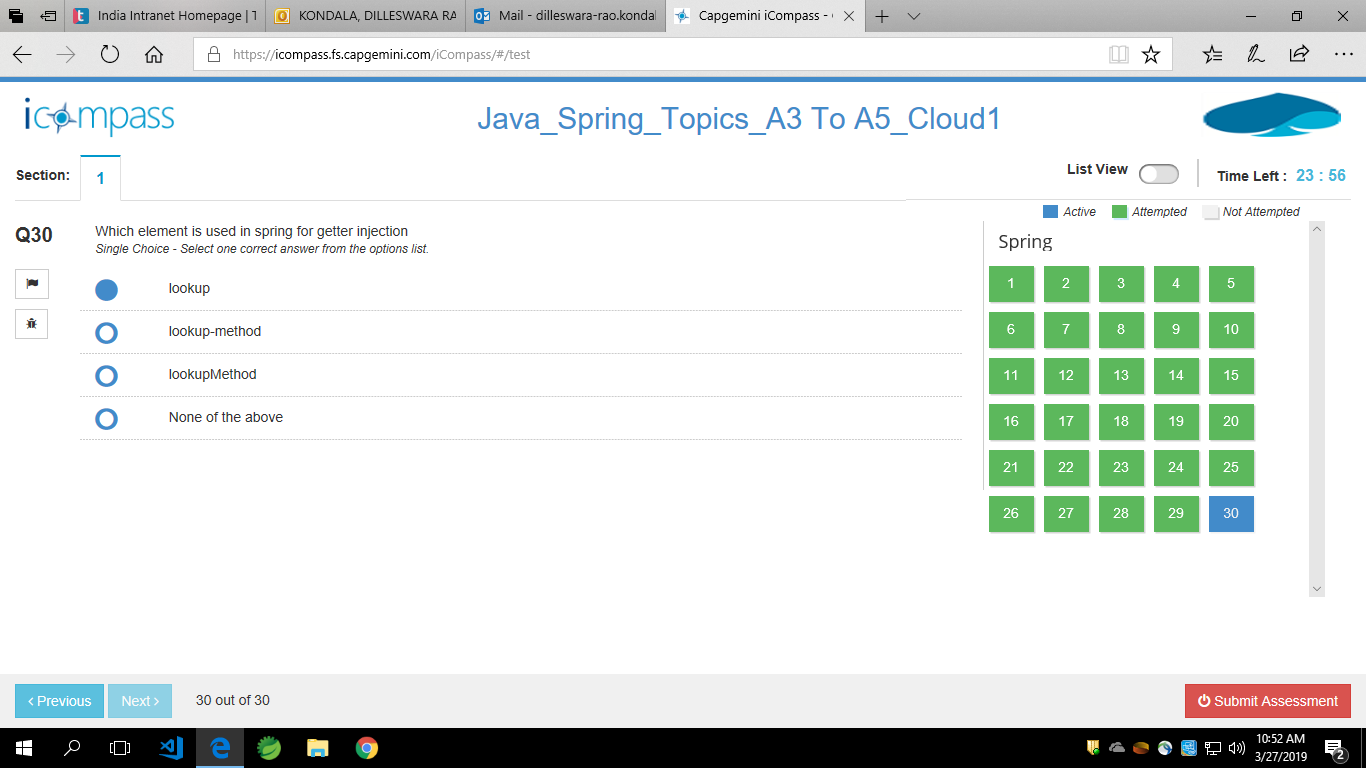 India Intranet Homepage | T
KONDALA, DILLESWARA RA
Mail - dilleswara-rao.kondal
Capgemini iCompass -
https://icompass.fs.capgemini.com/iCompass/#/test
icompass
Java_Spring_Topics_A3 To A5_Cloud1
Section:
1
List View
Time Left : 23 : 56
Active Attempted Not Attempted
Q30
Which element is used in spring for getter injection
Single Choice - Select one correct answer from the options list.
lookup
lookup-method
lookupMethod
None of the above
Spring
1 2 3 4 5
6 7 8 9 10
11 12 13 14 15
16 17 18 19 20
21 22 23 24 25
26 27 28 29 30
‹ Previous
Next ›
30 out of 30
Submit Assessment
10:52 AM
3/27/2019
2